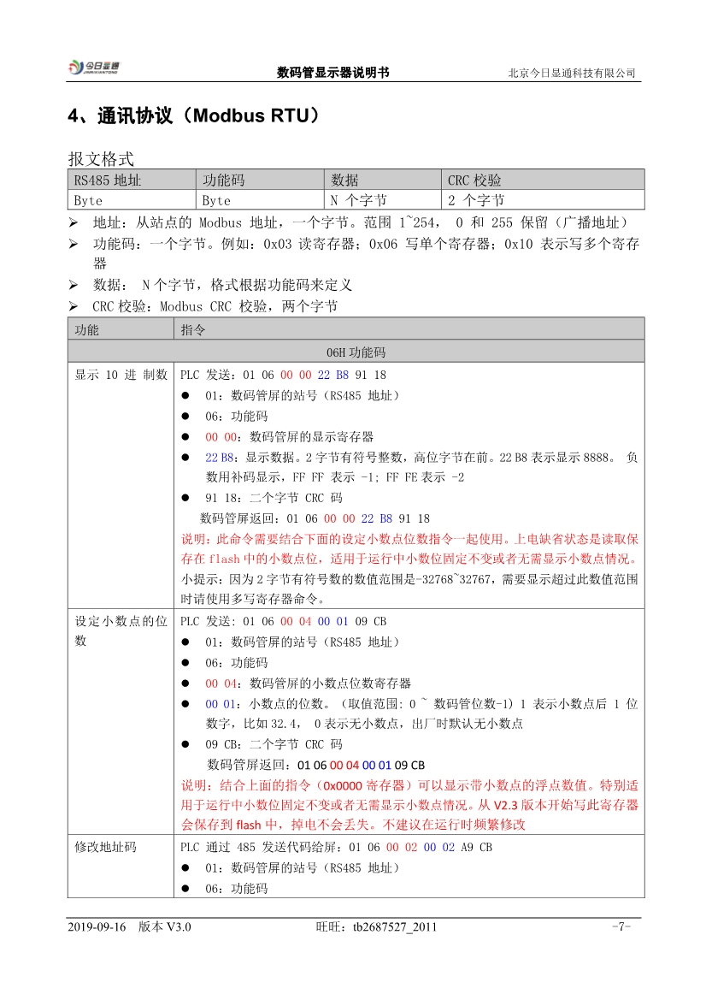 今日显通
JINRIXIANTONG
数码管显示器说明书
北京今日显通科技有限公司
4、通讯协议（Modbus RTU）
报文格式
RS485 地址 功能码 数据 CRC 校验
Byte Byte N 个字节 2 个字节
➢ 地址：从站点的 Modbus 地址，一个字节。范围 1~254， 0 和 255 保留（广播地址）
➢ 功能码：一个字节。例如：0x03 读寄存器；0x06 写单个寄存器；0x10 表示写多个寄存
器
➢ 数据： N 个字节，格式根据功能码来定义
➢ CRC 校验：Modbus CRC 校验，两个字节
功能 指令
06H 功能码
显示 10 进 制数 PLC 发送：01 06 00 00 22 B8 91 18
● 01：数码管屏的站号（RS485 地址）
● 06：功能码
● 00 00：数码管屏的显示寄存器
● 22 B8：显示数据。2 字节有符号整数，高位字节在前。22 B8 表示显示 8888。 负
数用补码显示，FF FF 表示 -1; FF FE 表示 -2
● 91 18：二个字节 CRC 码
数码管屏返回：01 06 00 00 22 B8 91 18
说明：此命令需要结合下面的设定小数点位数指令一起使用。上电缺省状态是读取保
存在 flash 中的小数点位，适用于运行中小数位固定不变或者无需显示小数点情况。
小提示：因为 2 字节有符号数的数值范围是-32768~32767，需要显示超过此数值范围
时请使用多写寄存器命令。
设定小数点的位 PLC 发送: 01 06 00 04 00 01 09 CB
数
● 01：数码管屏的站号（RS485 地址）
● 06：功能码
● 00 04：数码管屏的小数点位数寄存器
● 00 01：小数点的位数。（取值范围: 0 ~ 数码管位数-1) 1 表示小数点后 1 位
数字，比如 32.4， 0 表示无小数点，出厂时默认无小数点
● 09 CB：二个字节 CRC 码
数码管屏返回：01 06 00 04 00 01 09 CB
说明：结合上面的指令（0x0000 寄存器）可以显示带小数点的浮点数值。特别适
用于运行中小数位固定不变或者无需显示小数点情况。从 V2.3 版本开始写此寄存器
会保存到 flash 中，掉电不会丢失。不建议在运行时频繁修改
修改地址码 PLC 通过 485 发送代码给屏：01 06 00 02 00 02 A9 CB
● 01：数码管屏的站号（RS485 地址）
● 06：功能码
2019-09-16 版本 V3.0 旺旺：tb2687527_2011 -7-